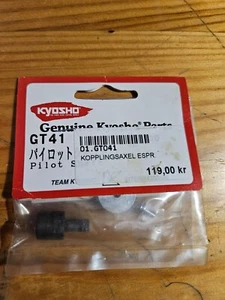 KYOSHO
Genuine Kyosho Parts
GT41
01.GT041
パイロット
KOPPLINGSAXEL ESPR.
Pilot S
119,00 kr
TEAM K